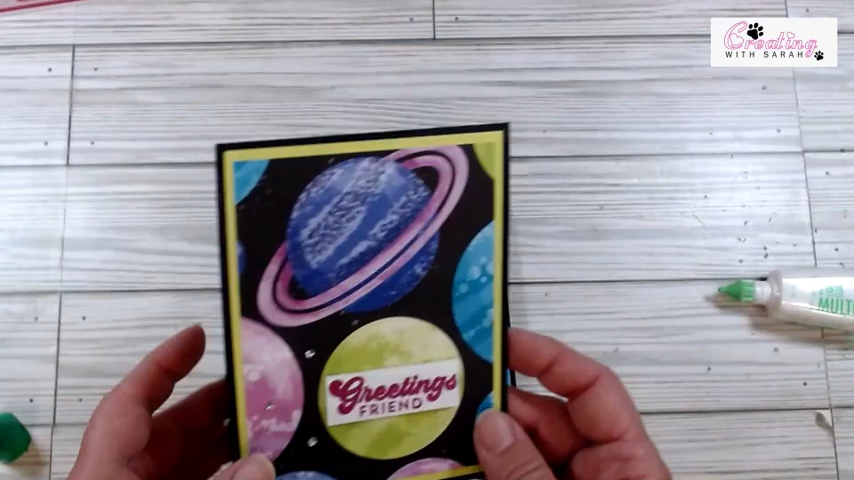 Creating
WITH SARAH
Greetings
FRIEND
MULTI